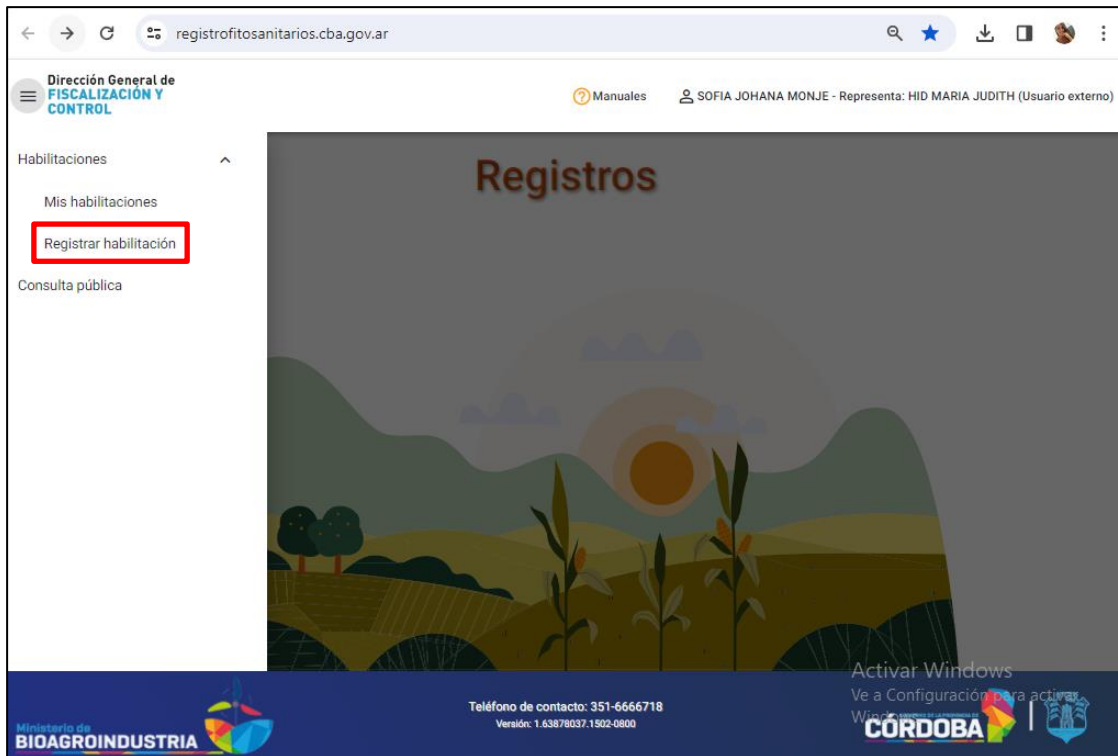 registrofitosanitarios.cba.gov.ar
Dirección General de
FISCALIZACIÓN Y
CONTROL
Manuales
SOFIA JOHANA MONJE - Representa: HID MARIA JUDITH (Usuario externo)
Habilitaciones
Mis habilitaciones
Registrar habilitación
Consulta pública
Registros
Activar Windows
Ve a Configuración para activar
Windows.
Ministerio de
BIOAGROINDUSTRIA
Teléfono de contacto: 351-6666718
Versión: 1.63878037.1502-0800
CÓRDOBA